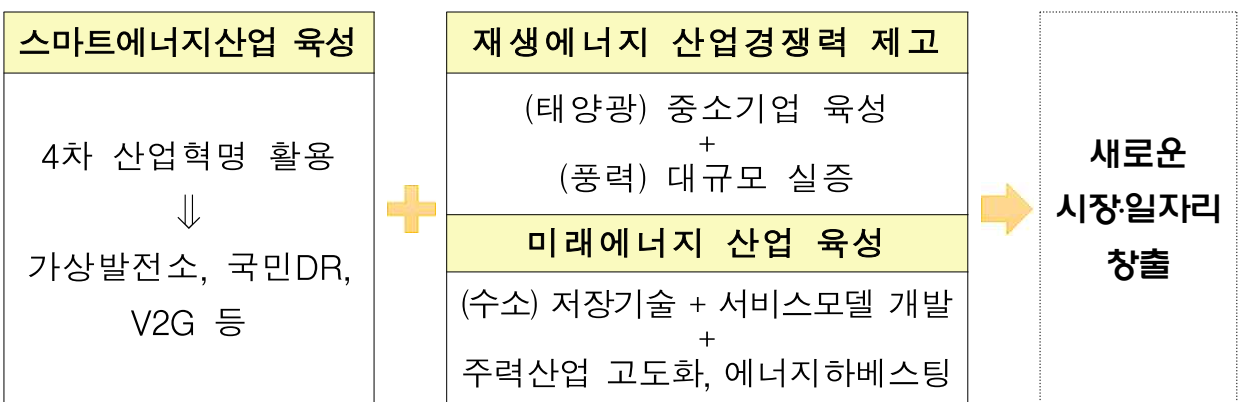 스마트에너지산업 육성
4차 산업혁명 활용
⇓
가상발전소, 국민DR,
V2G 등
+
재생에너지 산업경쟁력 제고
(태양광) 중소기업 육성
+
(풍력) 대규모 실증
미래에너지 산업 육성
(수소) 저장기술 + 서비스모델 개발
+
주력산업 고도화, 에너지하베스팅
새로운
시장·일자리
창출